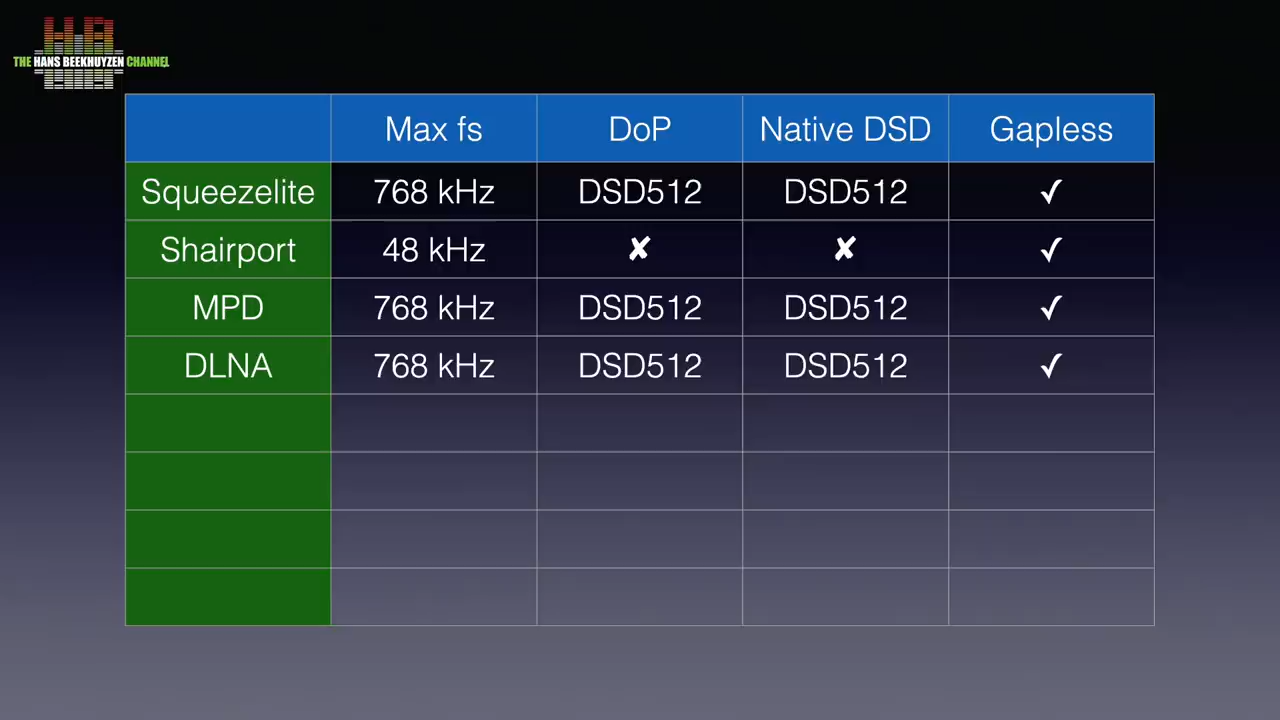 THE HANS BEEKHUYZEN CHANNEL
Max fs DoP Native DSD Gapless
Squeezelite 768 kHz DSD512 DSD512 ✓
Shairport 48 kHz ✘ ✘ ✓
MPD 768 kHz DSD512 DSD512 ✓
DLNA 768 kHz DSD512 DSD512 ✓